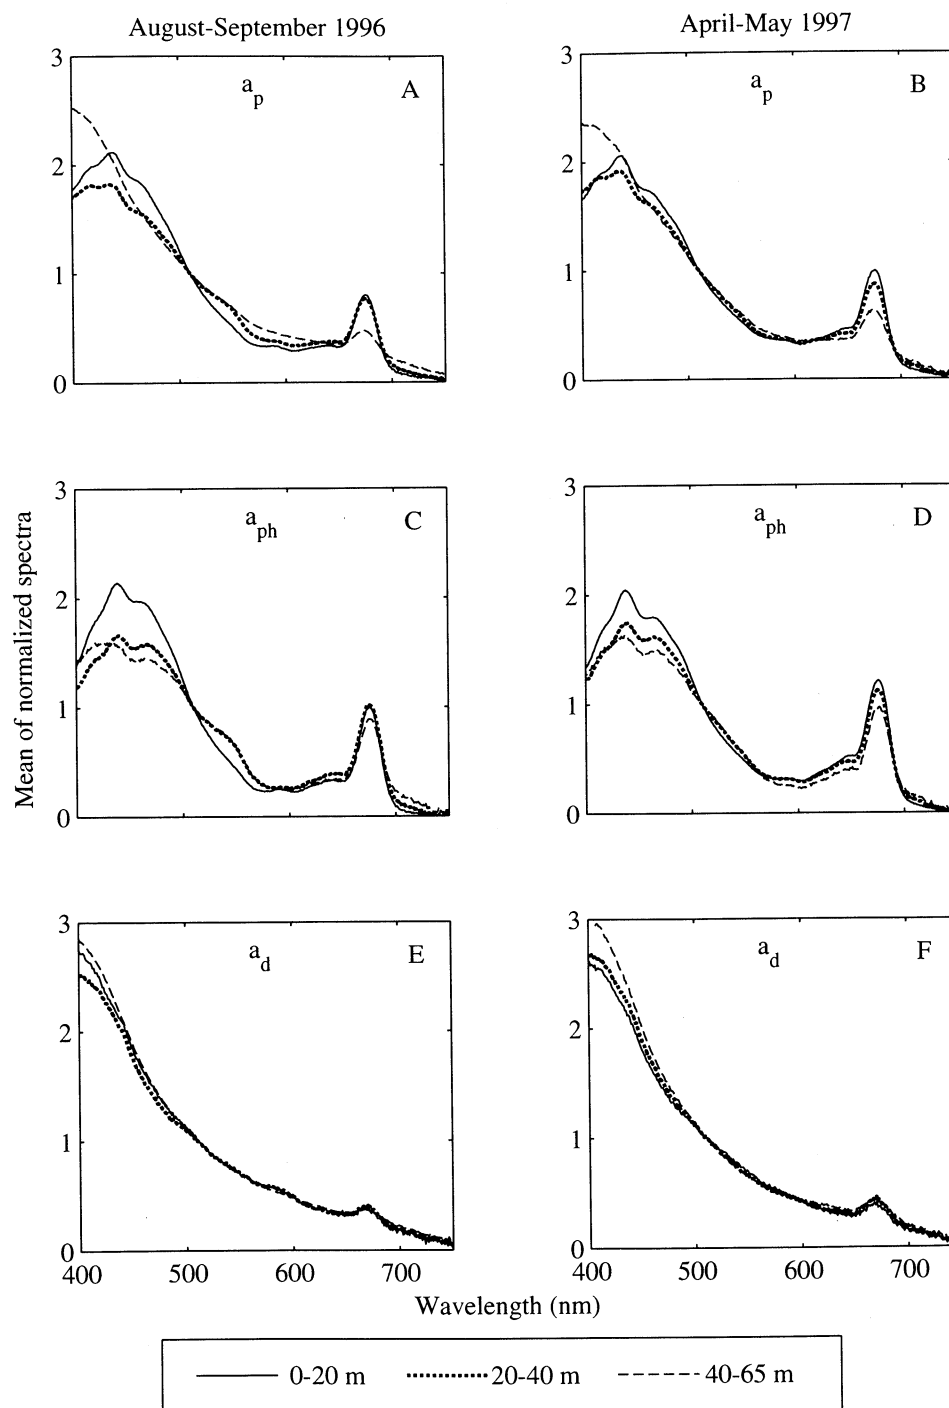 August-September 1996
April-May 1997
3
2
1
0
a_p
A
3
2
1
0
a_p
B
Mean of normalized spectra
3
2
1
0
a_ph
C
3
2
1
0
a_ph
D
3
2
1
0
a_d
E
400 500 600 700
3
2
1
0
a_d
F
400 500 600 700
Wavelength (nm)
0-20 m 20-40 m 40-65 m